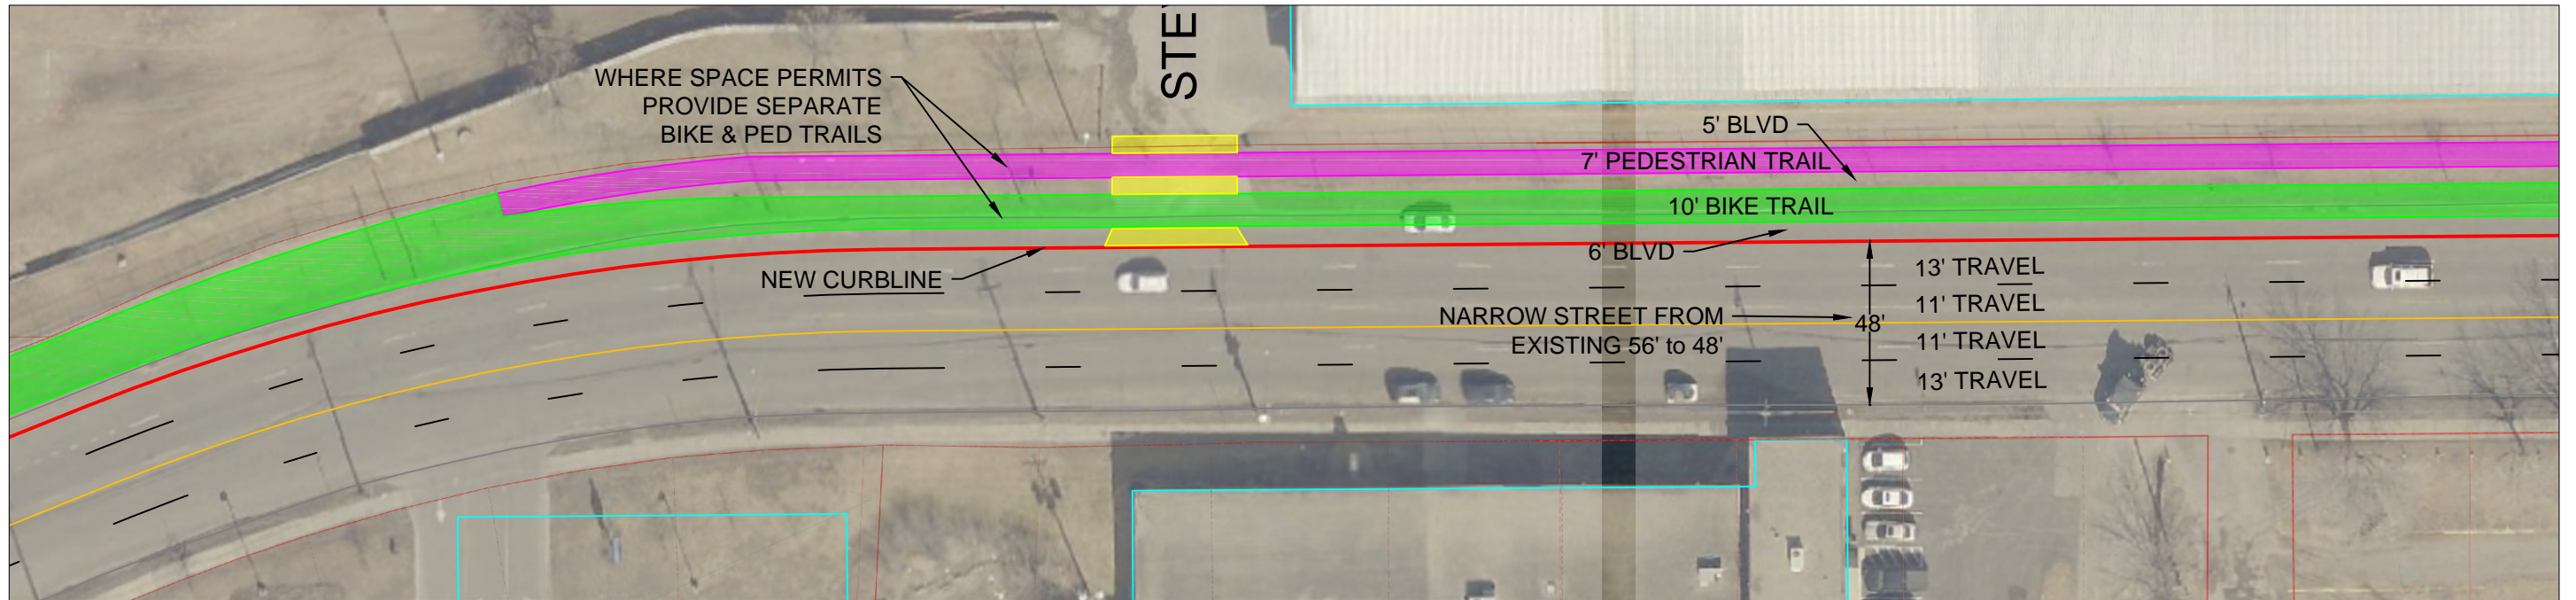 STE
WHERE SPACE PERMITS
PROVIDE SEPARATE
BIKE & PED TRAILS
5' BLVD
7' PEDESTRIAN TRAIL
10' BIKE TRAIL
6' BLVD
NEW CURBLINE
13' TRAVEL
11' TRAVEL
NARROW STREET FROM
EXISTING 56' to 48'
48'
11' TRAVEL
13' TRAVEL